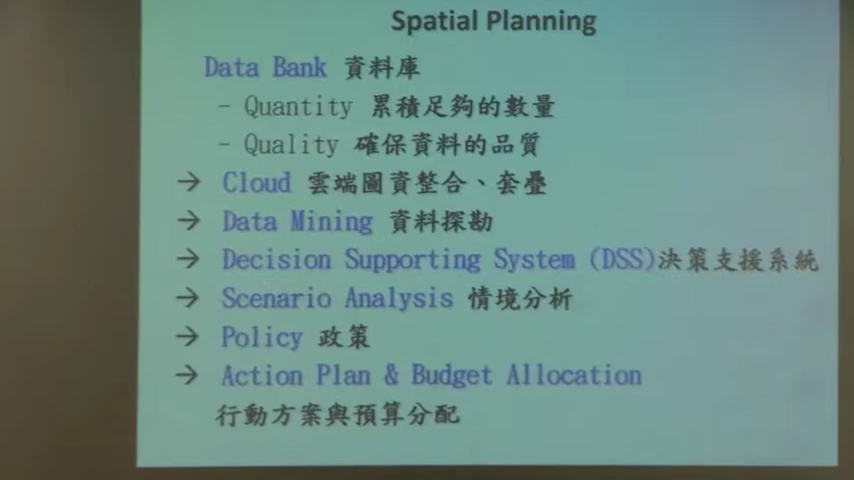 Spatial Planning
Data Bank 資料庫
- Quantity 累積足夠的數量
- Quality 確保資料的品質
→ Cloud 雲端圖資整合、套疊
→ Data Mining 資料探勘
→ Decision Supporting System (DSS)決策支援系統
→ Scenario Analysis 情境分析
→ Policy 政策
→ Action Plan & Budget Allocation
行動方案與預算分配